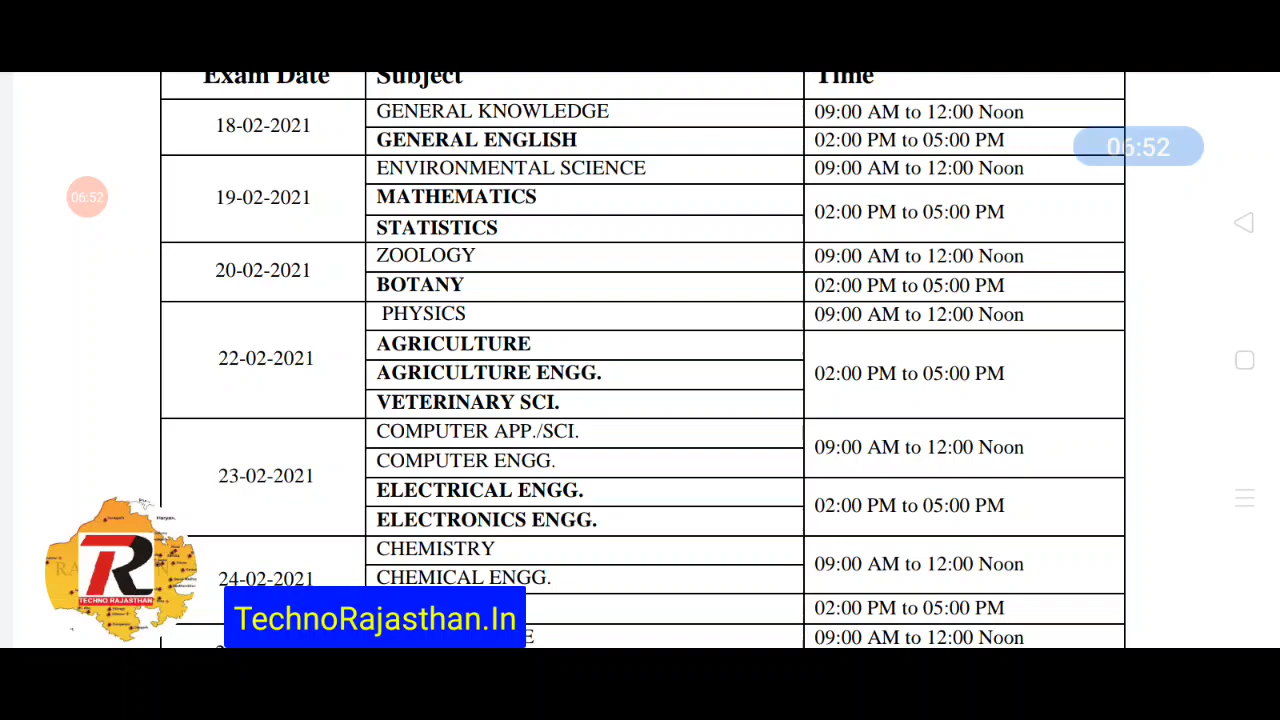 Exam Date Subject Time
18-02-2021 GENERAL KNOWLEDGE 09:00 AM to 12:00 Noon
GENERAL ENGLISH 02:00 PM to 05:00 PM
06:52
19-02-2021 ENVIRONMENTAL SCIENCE 09:00 AM to 12:00 Noon
06:52
MATHEMATICS 02:00 PM to 05:00 PM
STATISTICS
20-02-2021 ZOOLOGY 09:00 AM to 12:00 Noon
BOTANY 02:00 PM to 05:00 PM
22-02-2021 PHYSICS 09:00 AM to 12:00 Noon
AGRICULTURE 02:00 PM to 05:00 PM
AGRICULTURE ENGG.
VETERINARY SCI.
23-02-2021 COMPUTER APP./SCI. 09:00 AM to 12:00 Noon
COMPUTER ENGG.
ELECTRICAL ENGG. 02:00 PM to 05:00 PM
ELECTRONICS ENGG.
24-02-2021 CHEMISTRY 09:00 AM to 12:00 Noon
CHEMICAL ENGG.
02:00 PM to 05:00 PM
09:00 AM to 12:00 Noon
TR
TECHNO RAJASTHAN
TechnoRajasthan.In